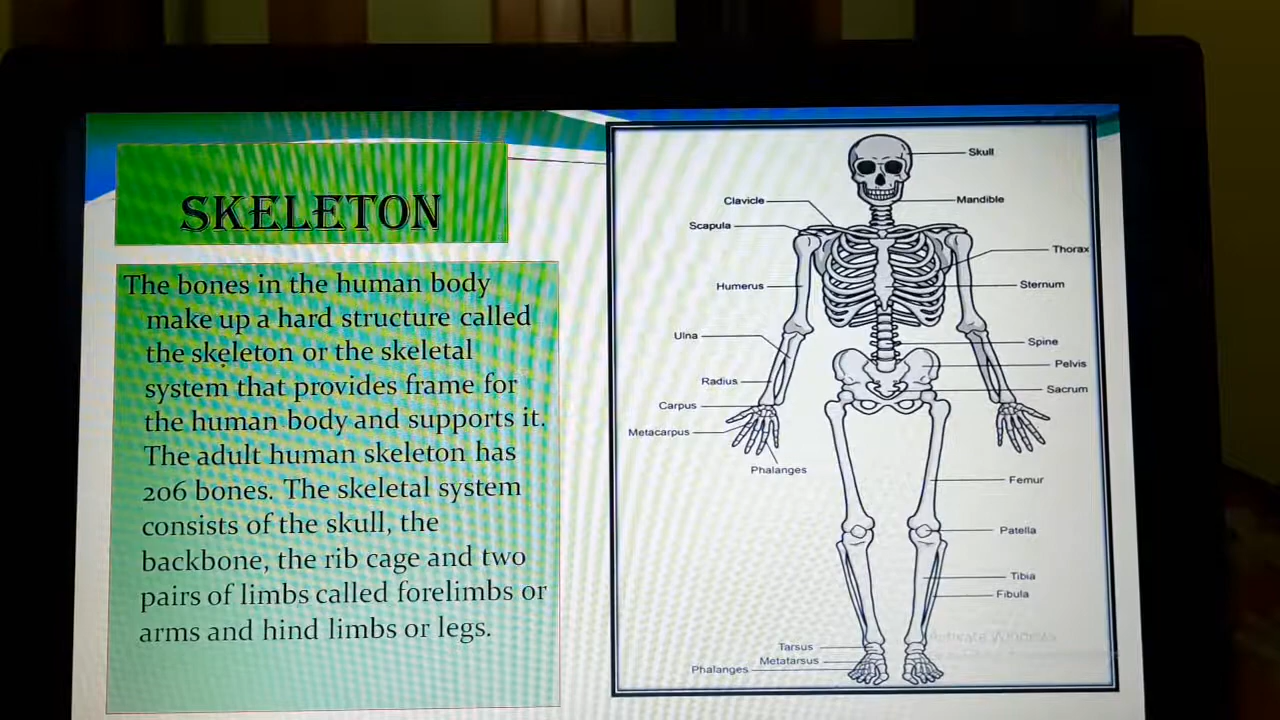 SKELETON
The bones in the human body
make up a hard structure called
the skeleton or the skeletal
system that provides frame for
the human body and supports it.
The adult human skeleton has
206 bones. The skeletal system
consists of the skull, the
backbone, the rib cage and two
pairs of limbs called forelimbs or
arms and hind limbs or legs.
Skull
Clavicle
Mandible
Scapula
Thorax
Humerus
Sternum
Ulna
Spine
Pelvis
Radius
Sacrum
Carpus
Metacarpus
Phalanges
Femur
Patella
Tibia
Fibula
Tarsus
Metatarsus
Phalanges
Activate Windows